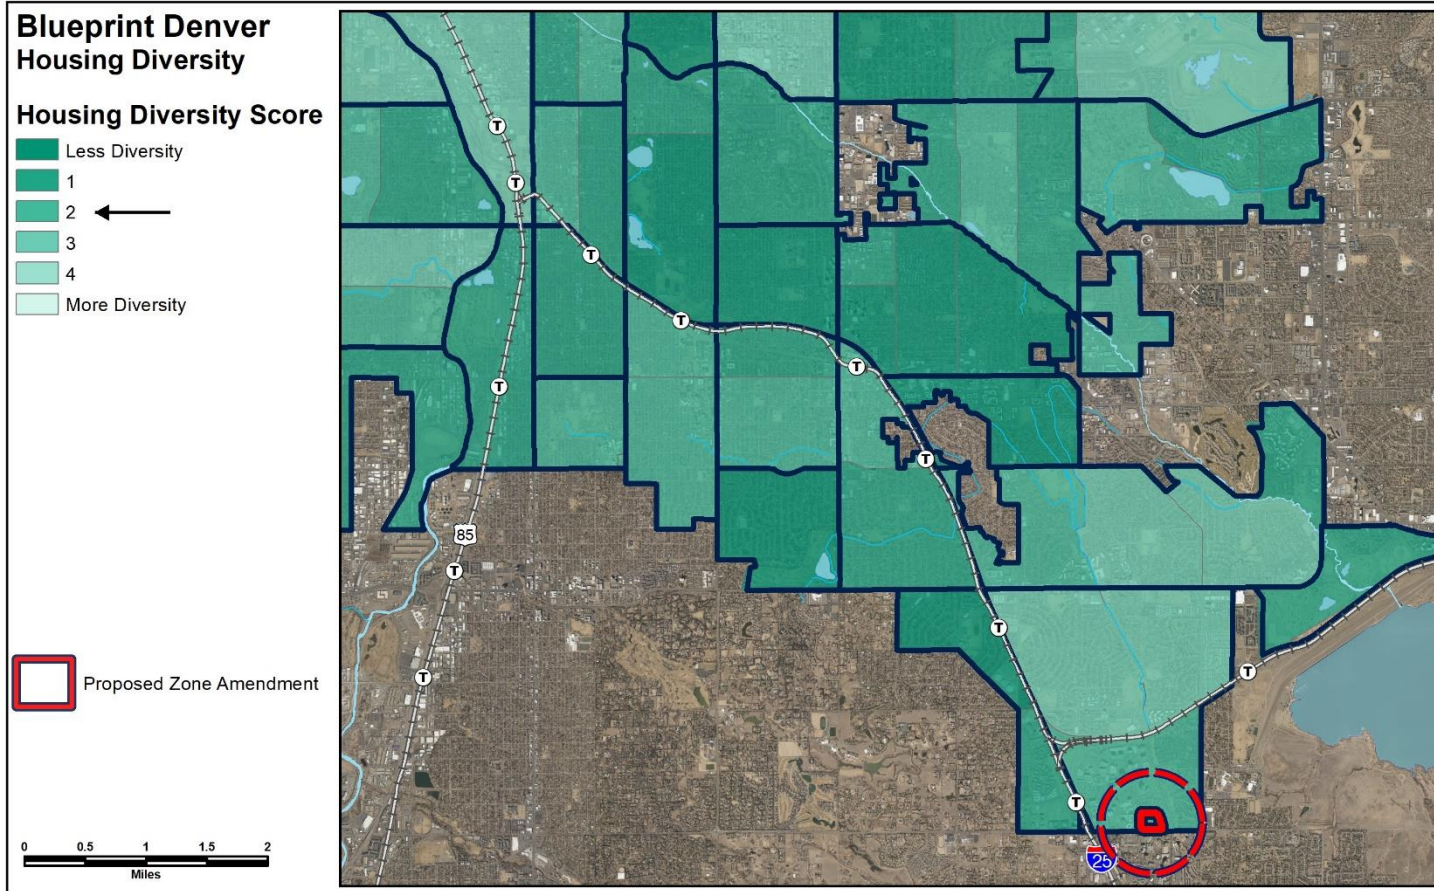 Blueprint Denver
Housing Diversity
Housing Diversity Score
Less Diversity
1
2
3
4
More Diversity
Proposed Zone Amendment
0 0.5 1 1.5 2
Miles
T
T
T
T
T
T
T
85
T
T
T
T
T
T
25